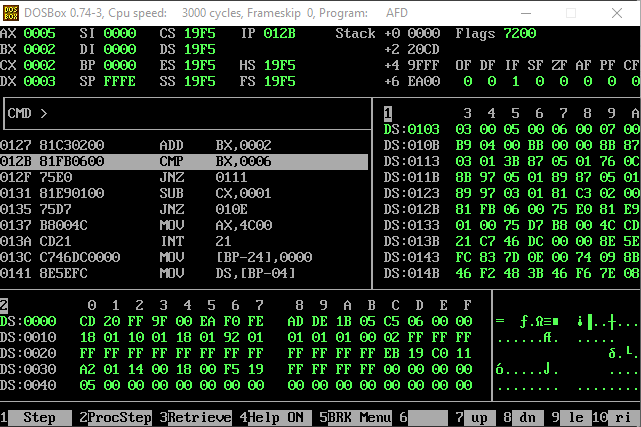 DOSBox 0.74-3, Cpu speed: 3000 cycles, Frameskip 0, Program: AFD
AX 0005 SI 0000 CS 19F5 IP 012B Stack +0 0000 Flags 7200
BX 0002 DI 0000 DS 19F5 +2 20CD
CX 0002 BP 0000 ES 19F5 HS 19F5 +4 9FFF OF DF IF SF ZF AF PF CF
DX 0003 SP FFFE SS 19F5 FS 19F5 +6 EA00 0 0 1 0 0 0 0 0
CMD > 1 3 4 5 6 7 8 9 A
DS:0103 03 00 05 00 06 00 07 00
DS:010B B9 04 00 BB 00 00 8B 87
0127 81C30200 ADD BX,0002 DS:0113 03 01 3B 87 05 01 76 0C
012B 81FB0600 CMP BX,0006 DS:011B 8B 97 05 01 89 87 05 01
012F 75E0 JNZ 0111 DS:0123 89 97 03 01 81 C3 02 00
0131 81E90100 SUB CX,0001 DS:012B 81 FB 06 00 75 E0 81 E9
0135 75D7 JNZ 010E DS:0133 01 00 75 D7 B8 00 4C CD
0137 B8004C MOV AX,4C00 DS:013B 21 C7 46 DC 00 00 8E 5E
013A CD21 INT 21 DS:0143 FC 83 7D 0E 00 74 09 8B
013C C746DC0000 MOV [BP-24],0000 DS:014B 46 F2 48 3B 46 F6 7E 08
0141 8E5EFC MOV DS,[BP-04]
2 0 1 2 3 4 5 6 7 8 9 A B C D E F
DS:0000 CD 20 FF 9F 00 EA F0 FE AD DE 1B 05 C5 06 00 00
DS:0010 18 01 10 01 18 01 92 01 01 01 01 00 02 FF FF FF
DS:0020 FF FF FF FF FF FF FF FF FF FF FF FF EB 19 C0 11
DS:0030 A2 01 14 00 18 00 F5 19 FF FF FF FF 00 00 00 00
DS:0040 05 00 00 00 00 00 00 00 00 00 00 00 00 00 00 00
1 Step 2 ProcStep 3 Retrieve 4 Help ON 5 BRK Menu 6 7 up 8 dn 9 le 10 ri